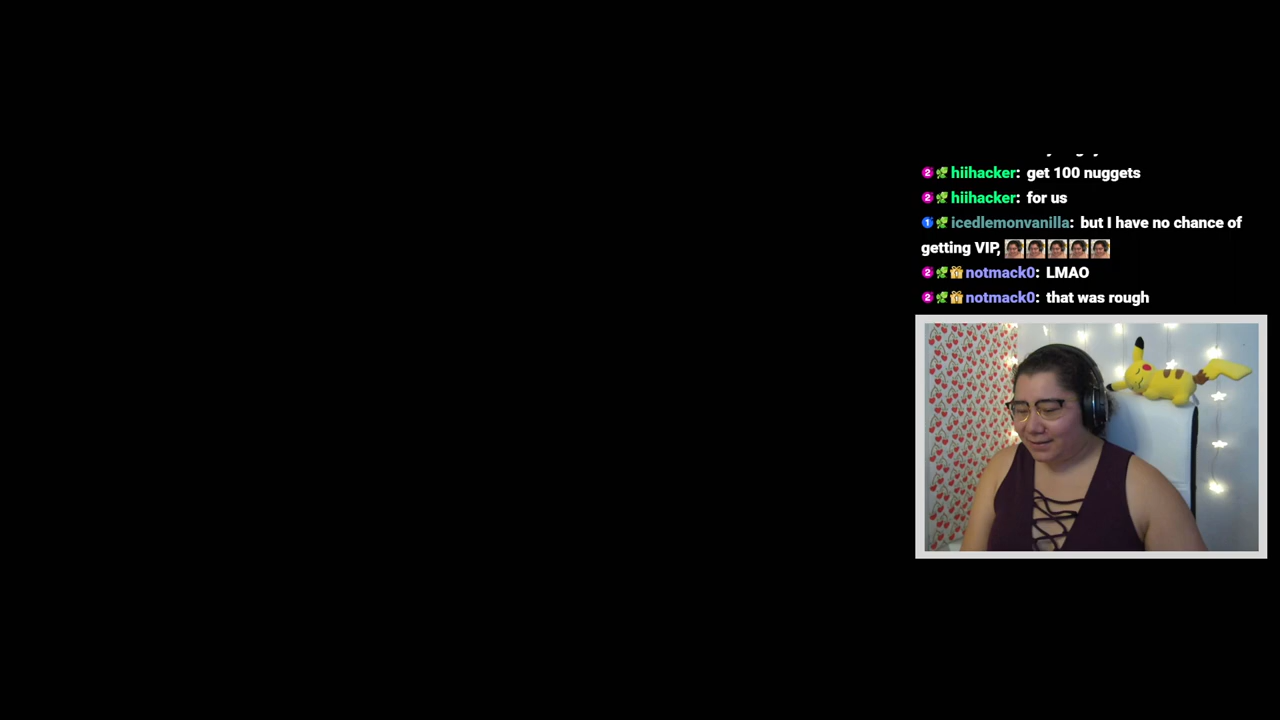 hiihacker: get 100 nuggets
hiihacker: for us
icedlemonvanilla: but I have no chance of
getting VIP,
notmack0: LMAO
notmack0: that was rough